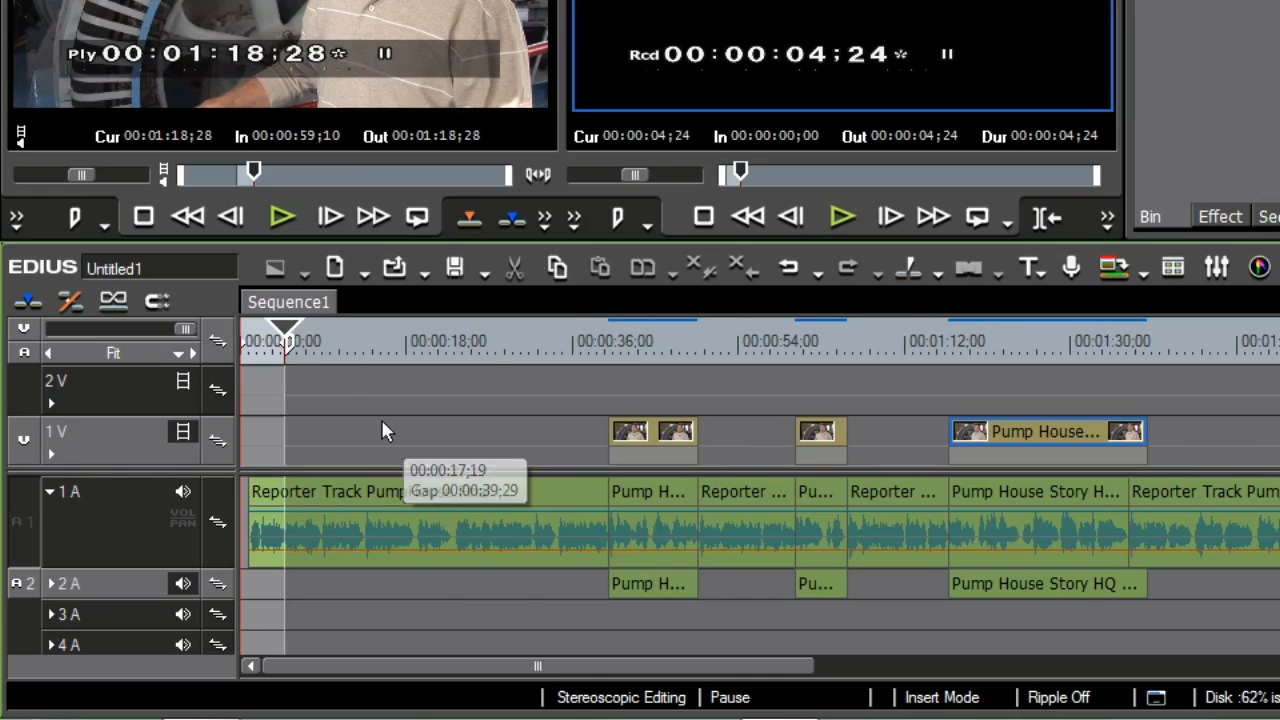 Ply 00:01:18;28* II
Rcd 00:00:04;24* II
Cur 00:01:18;28 In 00:00:59;10 Out 00:01:18;28
Cur 00:00:04;24 In 00:00:00;00 Out 00:00:04;24 Dur 00:00:04;24
Bin Effect Se
EDIUS Untitled1
Sequence1
Fit
00:00:00;00 00:00:18;00 00:00:36;00 00:00:54;00 00:01:12;00 00:01:30;00 00:01:
2 V
1 V
Pump House...
00:00:17;19
Gap 00:00:39;29
1 A
Reporter Track Pump
Pump H... Reporter ... Pu... Reporter ... Pump House Story H... Reporter Track Pum
A 1
VOL
PAN
A 2
2 A
Pump H... Pu... Pump House Story HQ ...
3 A
4 A
Stereoscopic Editing Pause Insert Mode Ripple Off Disk :62% is